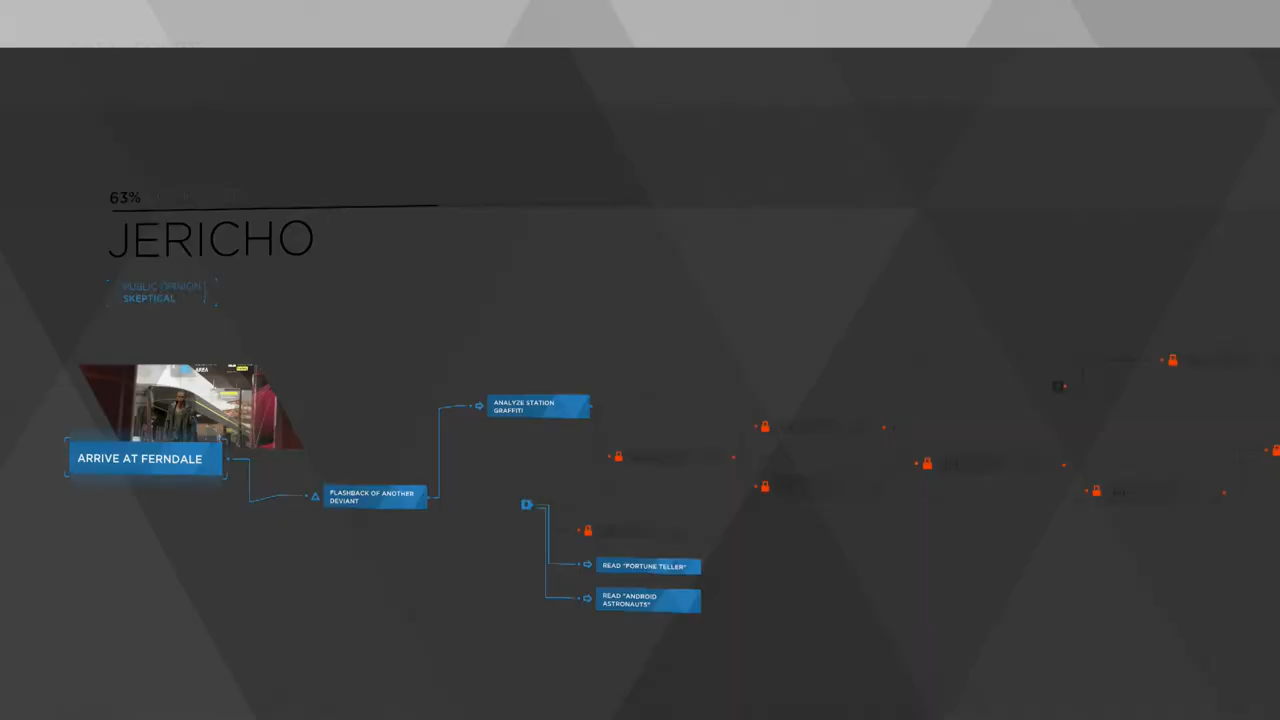 63%
JERICHO
PUBLIC OPINION
SKEPTICAL
AREA
ARRIVE AT FERNDALE
FLASHBACK OF ANOTHER
DEVIANT
ANALYZE STATION
GRAFFITI
READ "FORTUNE TELLER"
READ "ANDROID
ASTRONAUTS"